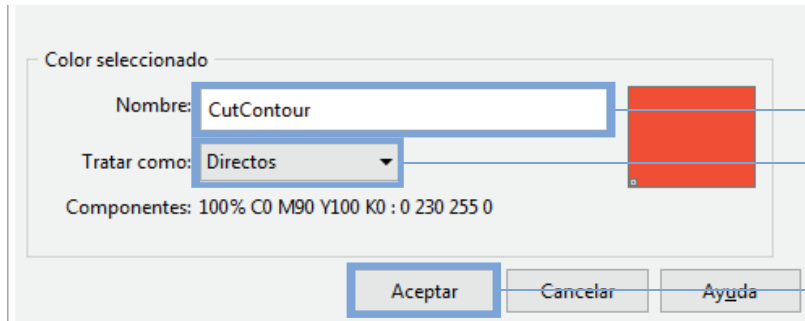 Color seleccionado
Nombre: CutContour
Tratar como: Directos
Componentes: 100% C0 M90 Y100 K0 : 0 230 255 0
Aceptar Cancelar Ayuda